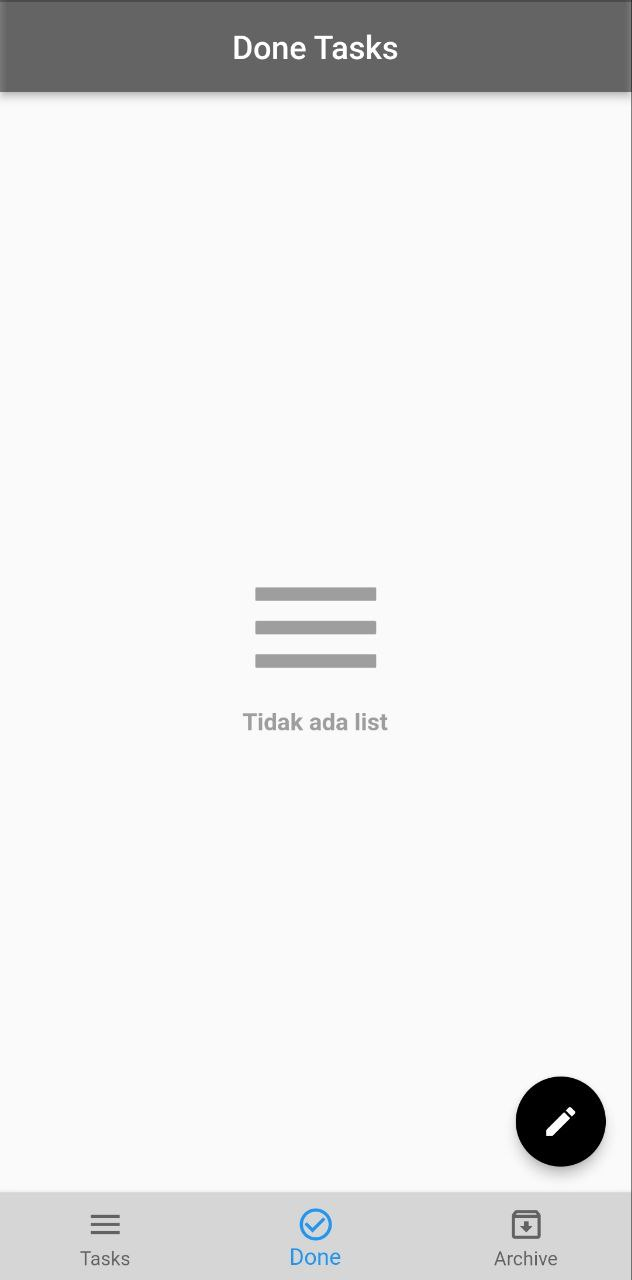 Done Tasks
Tidak ada list
Tasks
Done
Archive